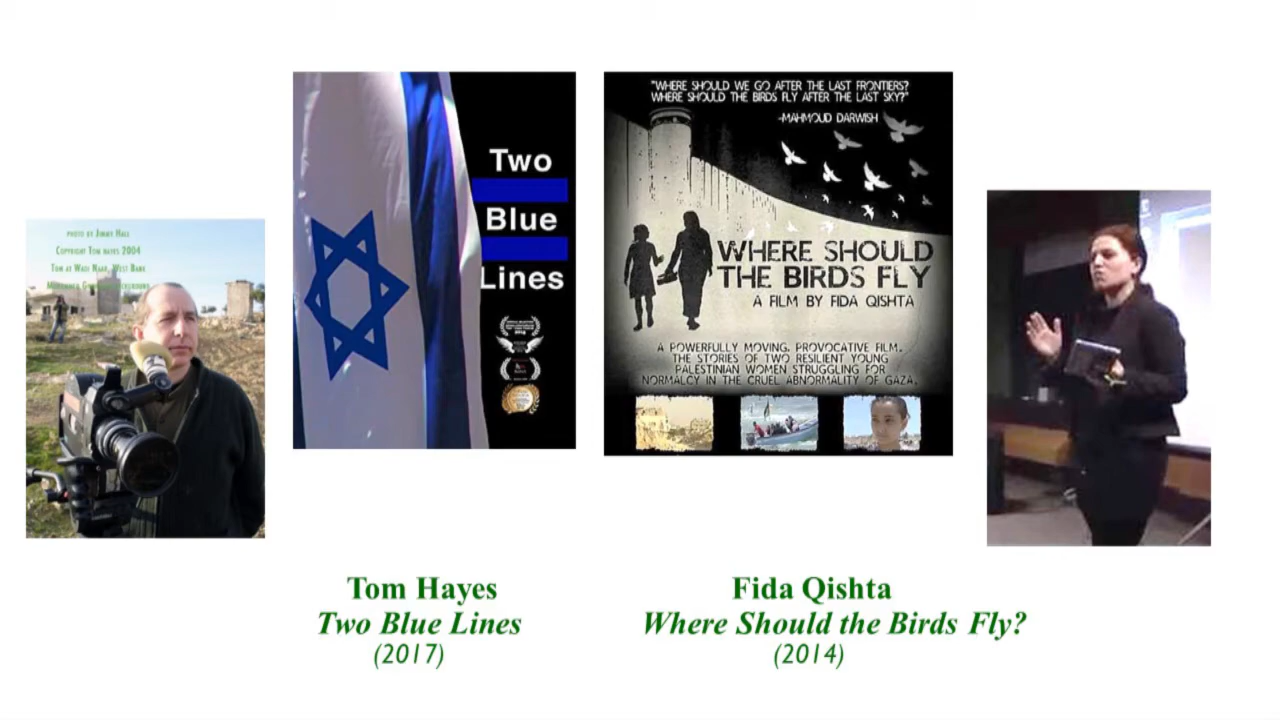 PHOTO BY JIMMY HALL
COPYRIGHT TOM HAYES 2004
TOM AT WADI NAAR, WEST BANK
Two
Blue
Lines
"WHERE SHOULD WE GO AFTER THE LAST FRONTIERS?
WHERE SHOULD THE BIRDS FLY AFTER THE LAST SKY?"
-MAHMOUD DARWISH
WHERE SHOULD
THE BIRDS FLY
A FILM BY FIDA QISHTA
A POWERFULLY MOVING, PROVOCATIVE FILM.
THE STORIES OF TWO RESILIENT YOUNG
PALESTINIAN WOMEN STRUGGLING FOR
NORMALCY IN THE CRUEL ABNORMALITY OF GAZA.
Tom Hayes
Two Blue Lines
(2017)
Fida Qishta
Where Should the Birds Fly?
(2014)